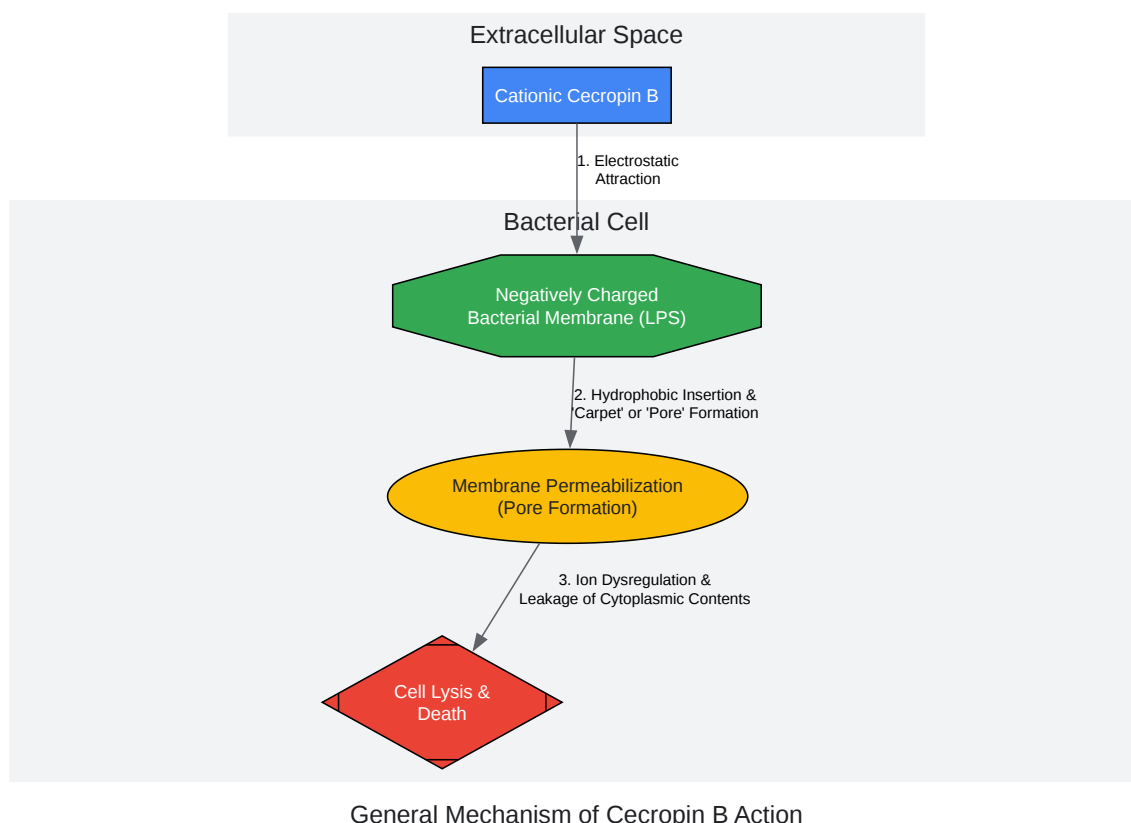 Extracellular Space
Cationic Cecropin B
1. Electrostatic
Attraction
Bacterial Cell
Negatively Charged
Bacterial Membrane (LPS)
2. Hydrophobic Insertion &
'Carpet' or 'Pore' Formation
Membrane Permeabilization
(Pore Formation)
3. Ion Dysregulation &
Leakage of Cytoplasmic Contents
Cell Lysis &
Death
General Mechanism of Cecropin B Action